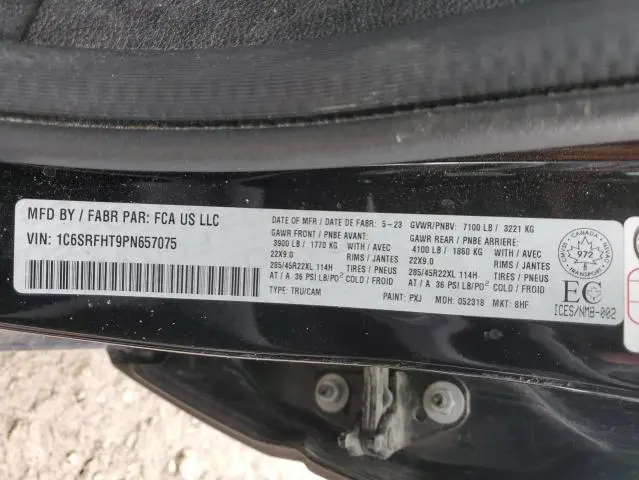 MFD BY / FABR PAR: FCA US LLC
VIN: 1C6SRFHT9PN657075
DATE OF MFR / DATE DE FABR: 5-23
GAWR FRONT / PNBE AVANT:
3900 LB / 1770 KG
RIMS / JANTES
22X9.0
TIRES / PNEUS
285/45R22XL 114H
AT / A 36 PSI LB/PO² COLD / FROID
TYPE: TRU/CAM
GVWR/PNBV: 7100 LB / 3221 KG
GAWR REAR / PNBE ARRIERE:
4100 LB / 1860 KG
RIMS / JANTES
22X9.0
TIRES / PNEUS
285/45R22XL 114H
AT / A 36 PSI LB/PO² COLD / FROID
PAINT: PXJ MDH: 052318 MKT: 8HF
CANADA
972
TRANSPORT
EC
ICES/NMB-002